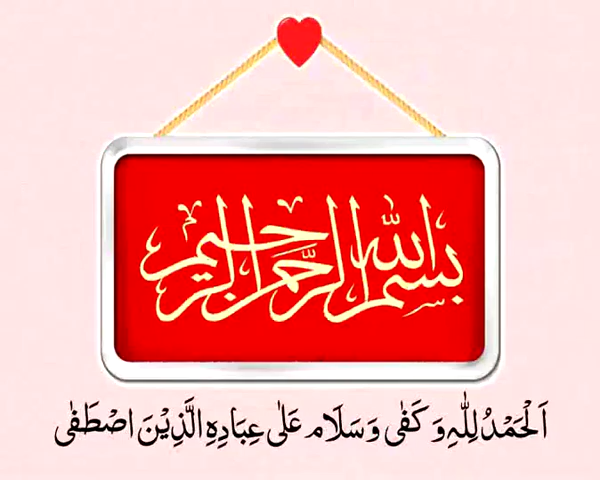 بسم الله الرحمن الرحيم
اَلْحَمْدُ لِلّٰهِ وَ كَفٰى وَ سَلَام عَلٰى عِبَادِهِ الَّذِيْنَ اصْطَفٰى